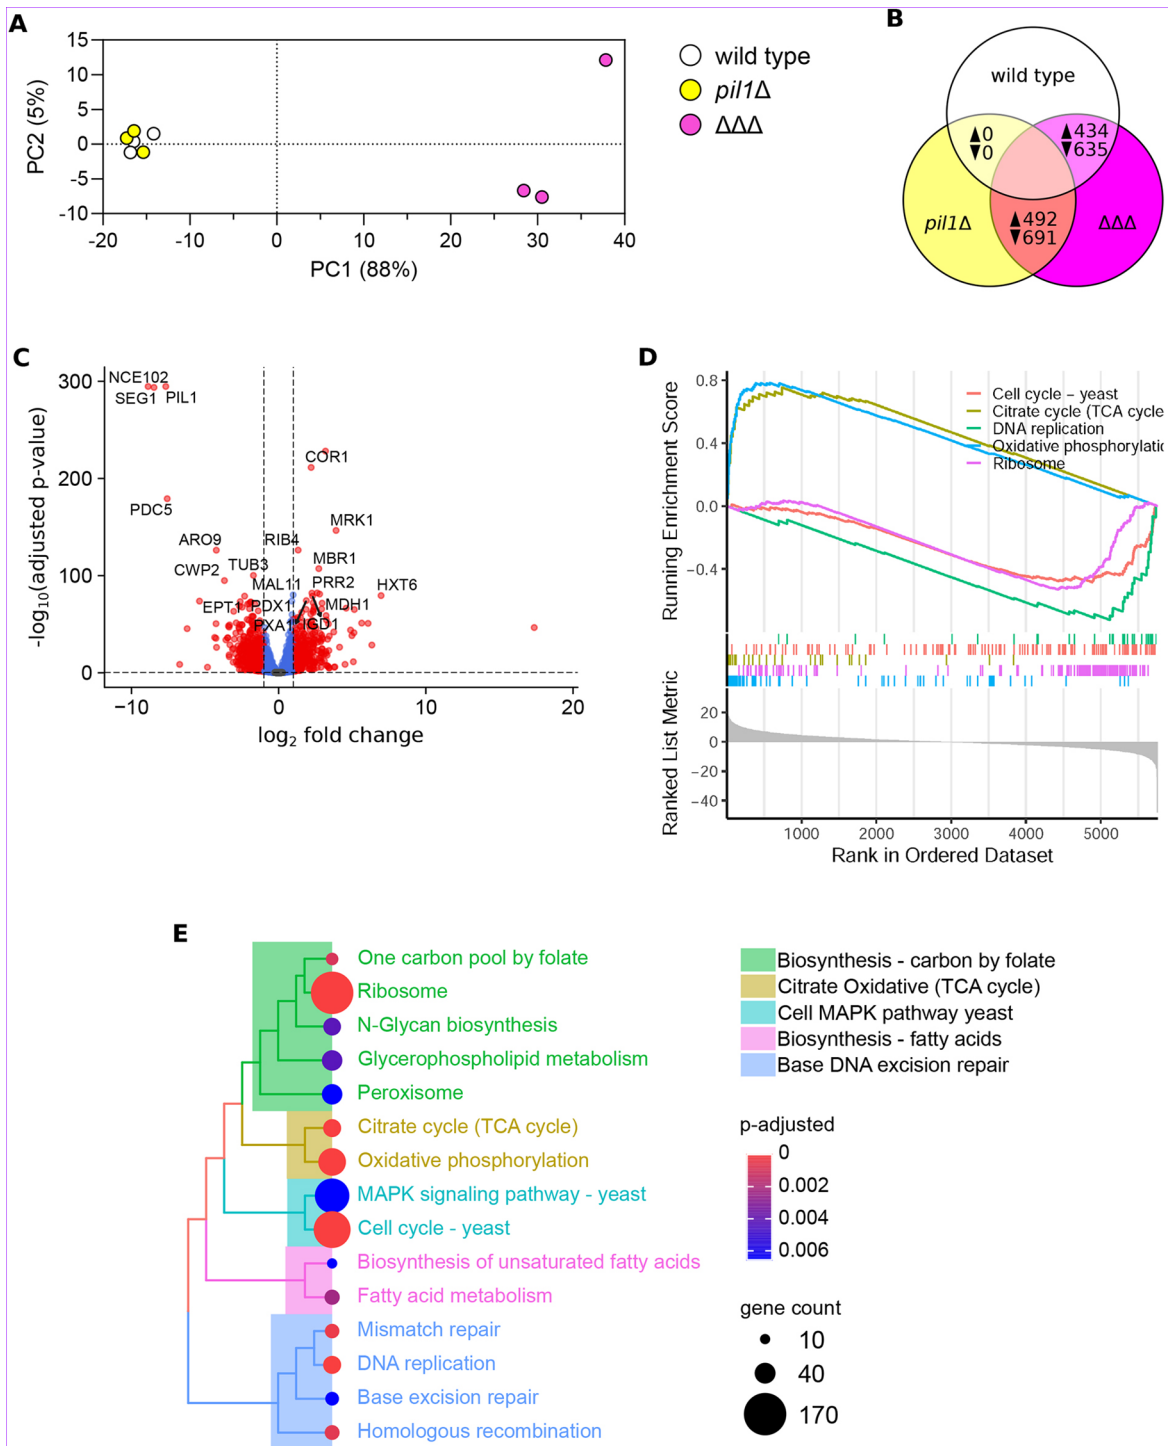 A
15
10
5
0
-5
-10
-20
-10
0
10
20
30
40
PC2 (5%)
PC1 (88%)
wild type
pil1Δ
ΔΔΔ
B
wild type
▲0
▼0
▲434
▼635
pil1Δ
▲492
▼691
ΔΔΔ
C
300
200
100
0
−10
0
10
20
-log10(adjusted p-value)
log2 fold change
NCE102
SEG1
PIL1
COR1
PDC5
MRK1
ARO9
RIB4
MBR1
CWP2
TUB3
MAL11
PRR2
HXT6
EPT1
PDX1
MDH1
PXA1
IGD1
D
0.8
0.4
0.0
−0.4
Running Enrichment Score
Cell cycle − yeast
Citrate cycle (TCA cycle
DNA replication
Oxidative phosphorylatic
Ribosome
Ranked List Metric
20
0
−20
−40
1000
2000
3000
4000
5000
Rank in Ordered Dataset
E
One carbon pool by folate
Ribosome
N-Glycan biosynthesis
Glycerophospholipid metabolism
Peroxisome
Citrate cycle (TCA cycle)
Oxidative phosphorylation
MAPK signaling pathway - yeast
Cell cycle - yeast
Biosynthesis of unsaturated fatty acids
Fatty acid metabolism
Mismatch repair
DNA replication
Base excision repair
Homologous recombination
Biosynthesis - carbon by folate
Citrate Oxidative (TCA cycle)
Cell MAPK pathway yeast
Biosynthesis - fatty acids
Base DNA excision repair
p-adjusted
0
0.002
0.004
0.006
gene count
10
40
170